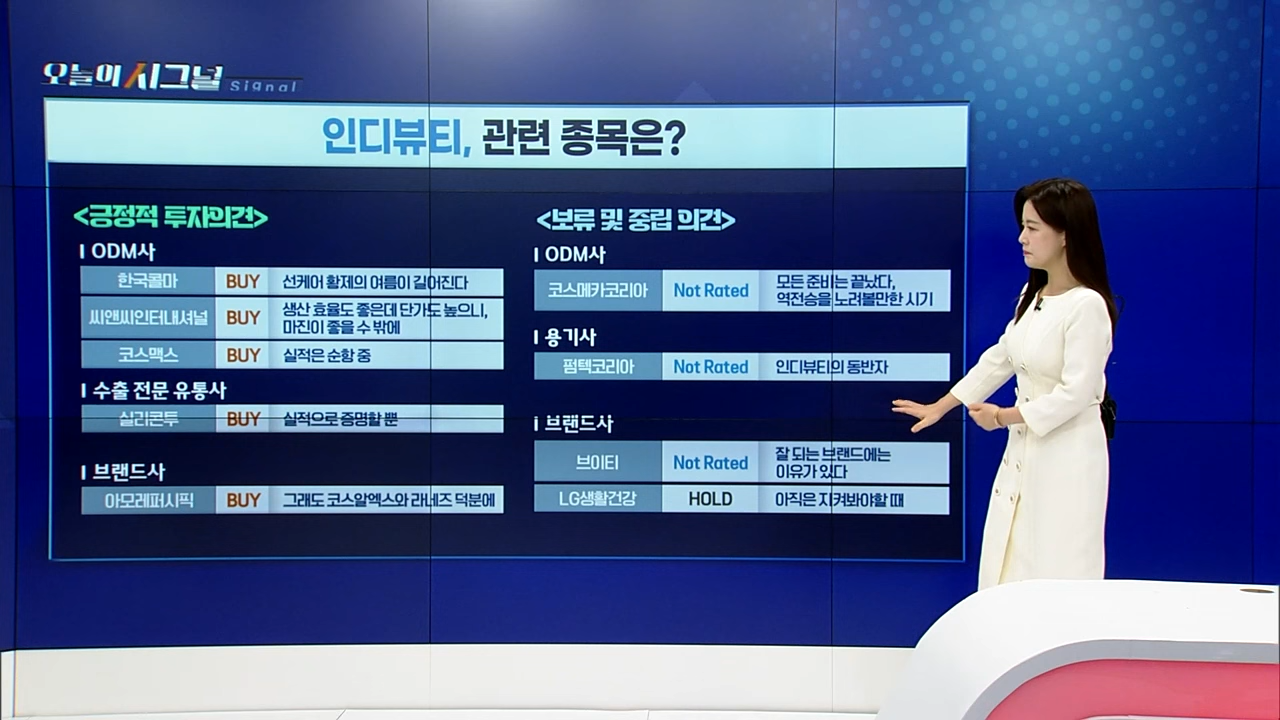 오늘의 시그널 Signal
인디뷰티, 관련 종목은?
<긍정적 투자의견>
ODM사
한국콜마 BUY 선케어 황제의 여름이 길어진다
씨앤씨인터내셔널 BUY 생산 효율도 좋은데 단가도 높으니,
마진이 좋을 수 밖에
코스맥스 BUY 실적은 순항 중
수출 전문 유통사
실리콘투 BUY 실적으로 증명할 뿐
브랜드사
아모레퍼시픽 BUY 그래도 코스알엑스와 라네즈 덕분에
<보류 및 중립 의견>
ODM사
코스메카코리아 Not Rated 모든 준비는 끝났다,
역전승을 노려볼만한 시기
용기사
펌텍코리아 Not Rated 인디뷰티의 동반자
브랜드사
브이티 Not Rated 잘 되는 브랜드에는
이유가 있다
LG생활건강 HOLD 아직은 지켜봐야할 때